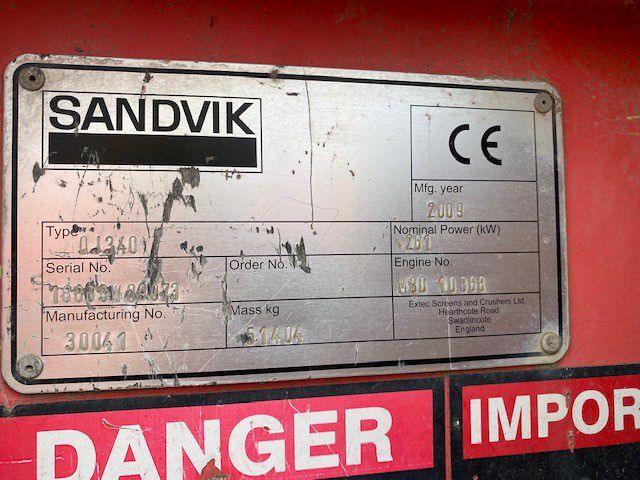 SANDVIK
CE
Mfg. year
2009
Type
QJ340
Nominal Power (kW)
261
Serial No.
Order No.
Engine No.
Manufacturing No.
30041
Mass kg
51404
Extec Screens and Crushers Ltd.
Hearthcote Road
Swadlincote
England
DANGER
IMPOR